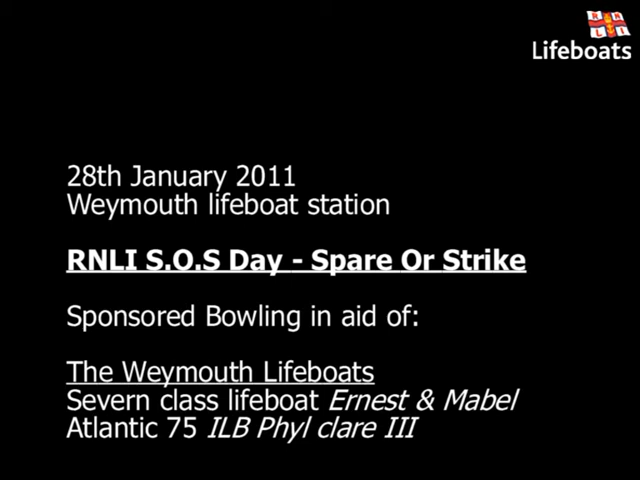 RNLI
Lifeboats
28th January 2011
Weymouth lifeboat station
RNLI S.O.S Day - Spare Or Strike
Sponsored Bowling in aid of:
The Weymouth Lifeboats
Severn class lifeboat Ernest & Mabel
Atlantic 75 ILB Phyl clare III